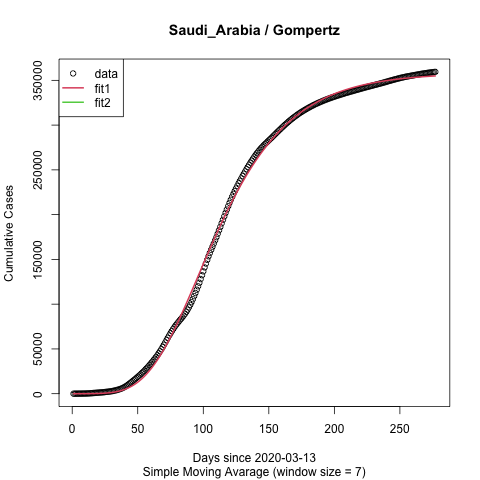 Saudi_Arabia / Gompertz
data
fit1
fit2
Cumulative Cases
0
50000
150000
250000
350000
0
50
100
150
200
250
Days since 2020-03-13
Simple Moving Avarage (window size = 7)